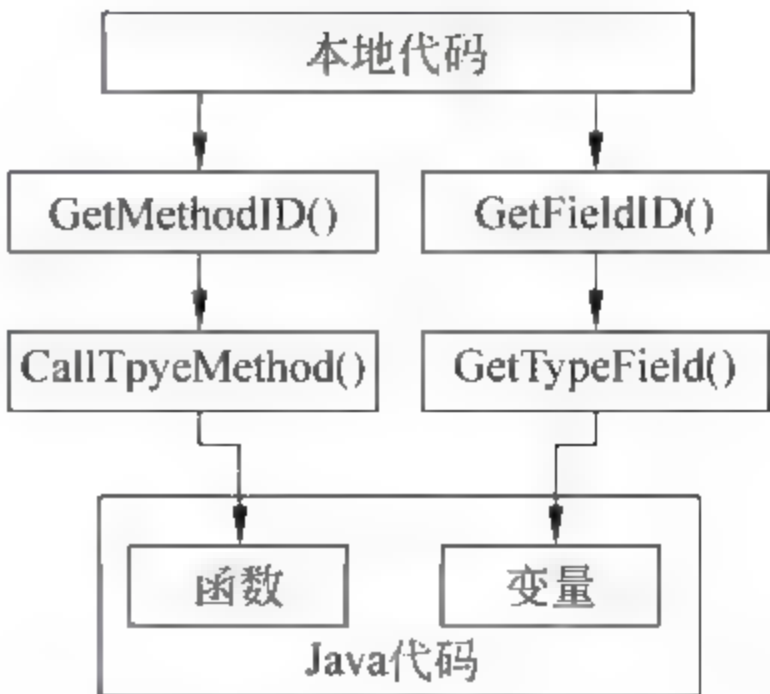 本地代码
GetMethodID()
GetFieldID()
CallTpyeMethod()
GetTypeField()
函数
变量
Java代码